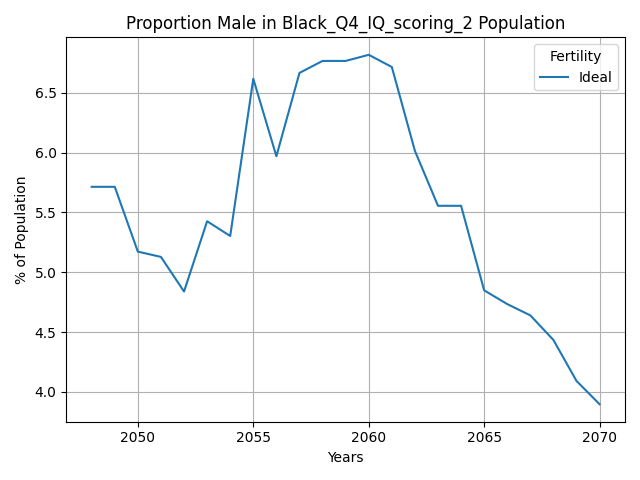 Proportion Male in Black_Q4_IQ_scoring_2 Population
Fertility
Ideal
% of Population
6.5
6.0
5.5
5.0
4.5
4.0
2050 2055 2060 2065 2070
Years